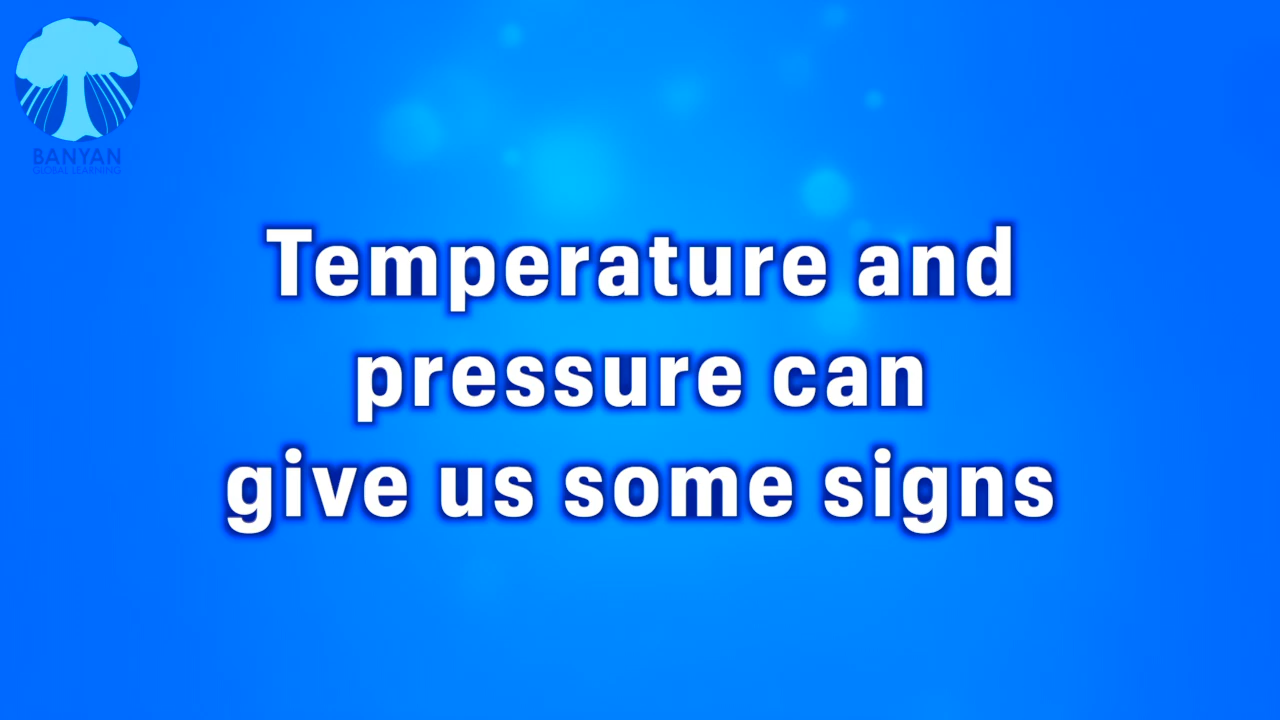 BANYAN
GLOBAL LEARNING
Temperature and
pressure can
give us some signs